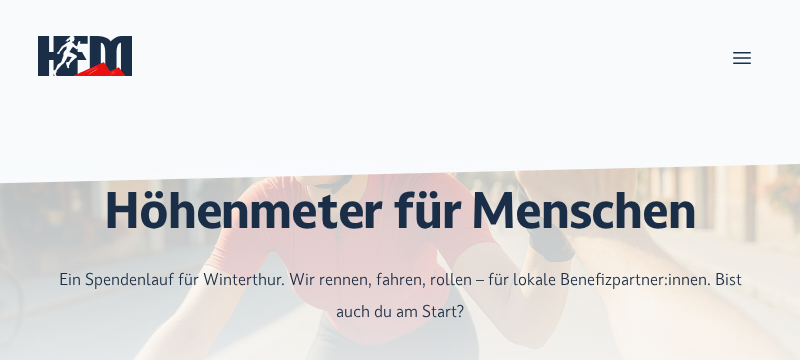 HFM
Höhenmeter für Menschen
Ein Spendenlauf für Winterthur. Wir rennen, fahren, rollen – für lokale Benefizpartner:innen. Bist
auch du am Start?